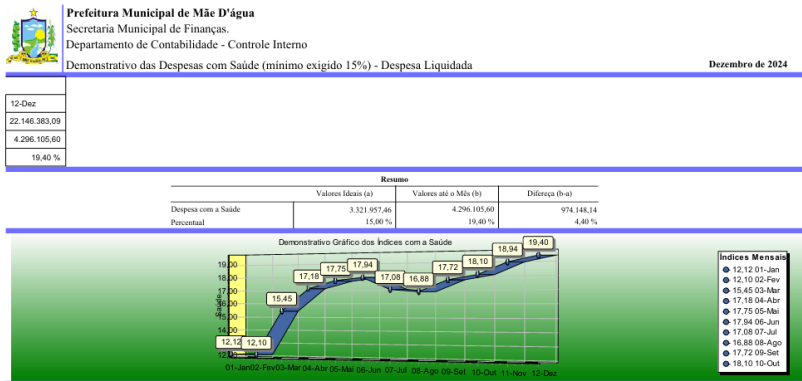 Prefeitura Municipal de Mãe D'água
Secretaria Municipal de Finanças.
Departamento de Contabilidade - Controle Interno
Demonstrativo das Despesas com Saúde (mínimo exigido 15%) - Despesa Liquidada
Dezembro de 2024
12-Dez
22.146.383,09
4.296.105,60
19,40 %
Resumo
Valores Ideais (a) Valores até o Mês (b) Difereça (b-a)
Despesa com a Saúde 3.321.957,46 4.296.105,60 974.148,14
Percentual 15,00 % 19,40 % 4,40 %
Demonstrativo Gráfico dos Índices com a Saúde
19,00
18,00
17,00
16,00
15,00
14,00
Saúde
12,12 12,10 15,45 17,18 17,75 17,94 17,08 16,88 17,72 18,10 18,94 19,40
01-Jan 02-Fev 03-Mar 04-Abr 05-Mai 06-Jun 07-Jul 08-Ago 09-Set 10-Out 11-Nov 12-Dez
Índices Mensais
12,12 01-Jan
12,10 02-Fev
15,45 03-Mar
17,18 04-Abr
17,75 05-Mai
17,94 06-Jun
17,08 07-Jul
16,88 08-Ago
17,72 09-Set
18,10 10-Out